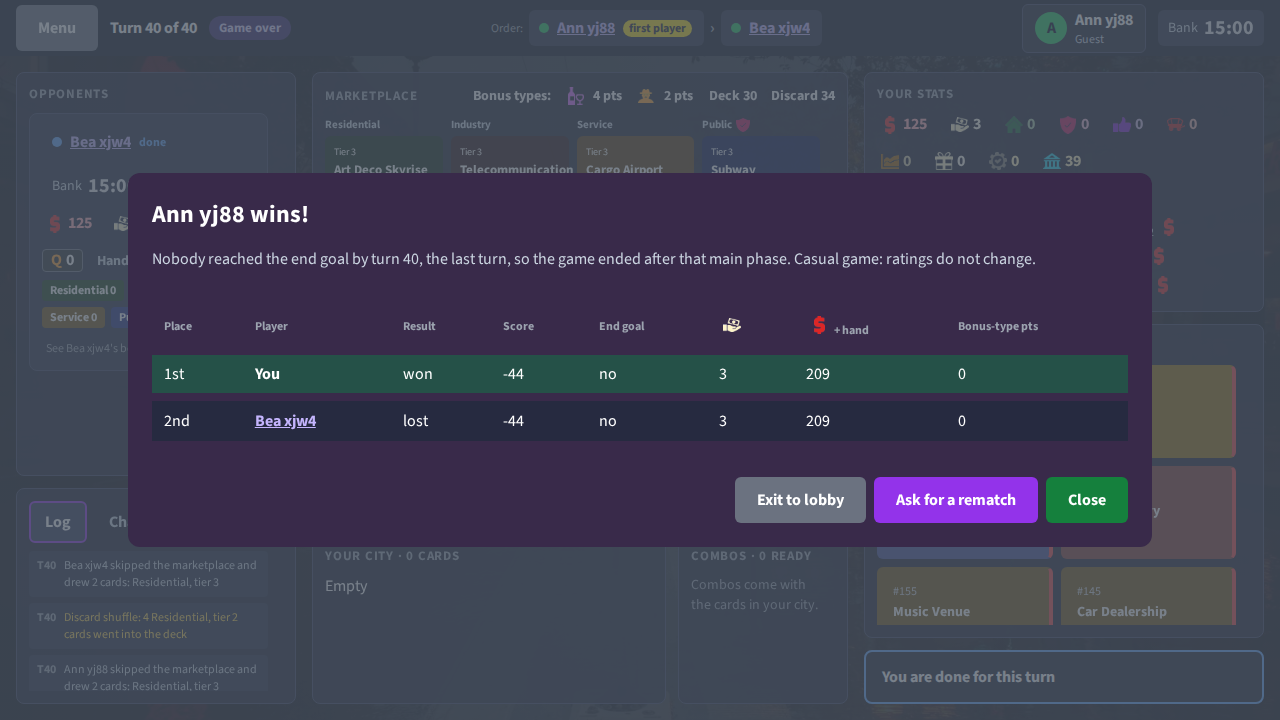 Menu
Turn 40 of 40
Game over
Order:
Ann yj88
first player
›
Bea xjw4
A
Ann yj88
Guest
Bank 15:00
OPPONENTS
Bea xjw4 done
Bank 15:0
125
Q 0
Hand
Residential 0
Service 0
See Bea xjw4's b
MARKETPLACE
Bonus types:
4 pts
2 pts
Deck 30
Discard 34
Residential
Industry
Service
Public
Tier 3
Art Deco Skyrise
Tier 3
Telecommunication
Tier 3
Cargo Airport
Tier 3
Subway
YOUR STATS
125
3
0
0
0
0
0
0
0
39
Ann yj88 wins!
Nobody reached the end goal by turn 40, the last turn, so the game ended after that main phase. Casual game: ratings do not change.
Place Player Result Score End goal + hand Bonus-type pts
1st You won -44 no 3 209 0
2nd Bea xjw4 lost -44 no 3 209 0
Exit to lobby
Ask for a rematch
Close
Log
T40 Bea xjw4 skipped the marketplace and
drew 2 cards: Residential, tier 3
T40 Discard shuffle: 4 Residential, tier 2
cards went into the deck
T40 Ann yj88 skipped the marketplace and
drew 2 cards: Residential, tier 3
YOUR CITY · 0 CARDS
Empty
COMBOS · 0 READY
Combos come with
the cards in your city.
#155
Music Venue
#145
Car Dealership
You are done for this turn